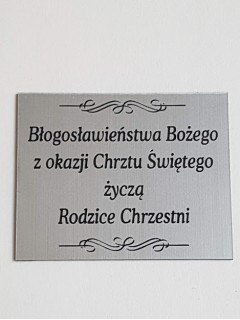 Błogosławieństwa Bożego
z okazji Chrztu Świętego
życzą
Rodzice Chrzestni